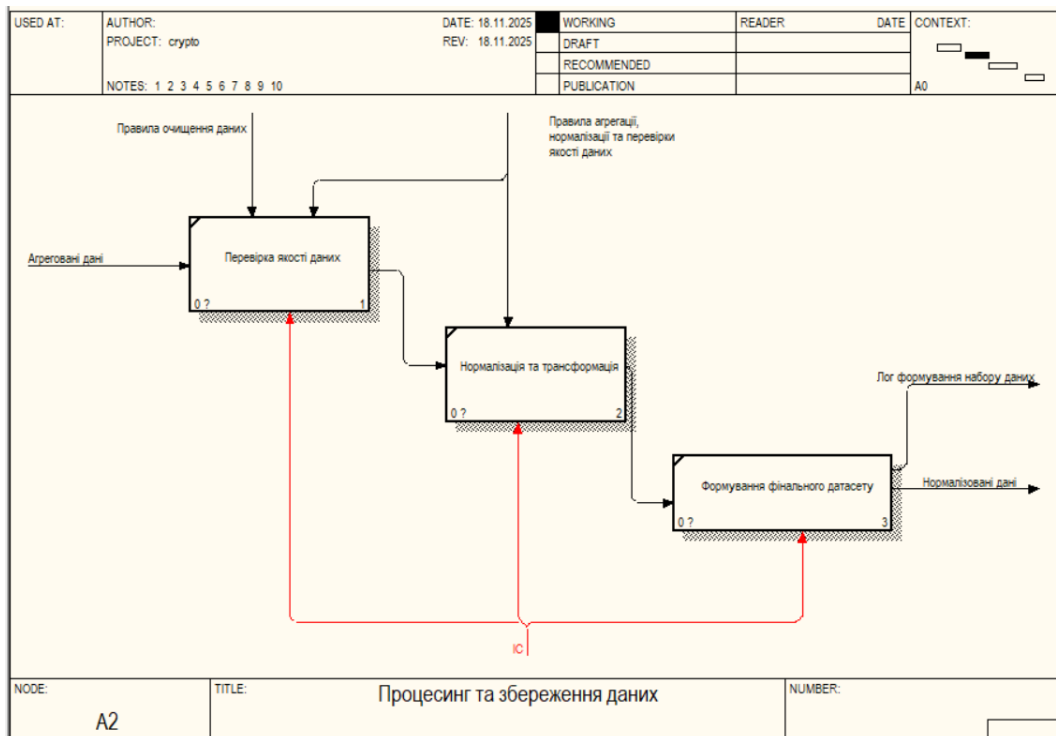 USED AT:
AUTHOR:
DATE: 18.11.2025
WORKING
READER
DATE
CONTEXT:
PROJECT: crypto
REV: 18.11.2025
DRAFT
RECOMMENDED
NOTES: 1 2 3 4 5 6 7 8 9 10
PUBLICATION
A0
Правила очищення даних
Правила агрегації,
нормалізації та перевірки
якості даних
Агреговані дані
Перевірка якості даних
0 ?
1
Нормалізація та трансформація
0 ?
2
Лог формування набору даних
Формування фінального датасету
Нормалізовані дані
0 ?
3
ІС
NODE:
TITLE:
Процесинг та збереження даних
NUMBER:
A2